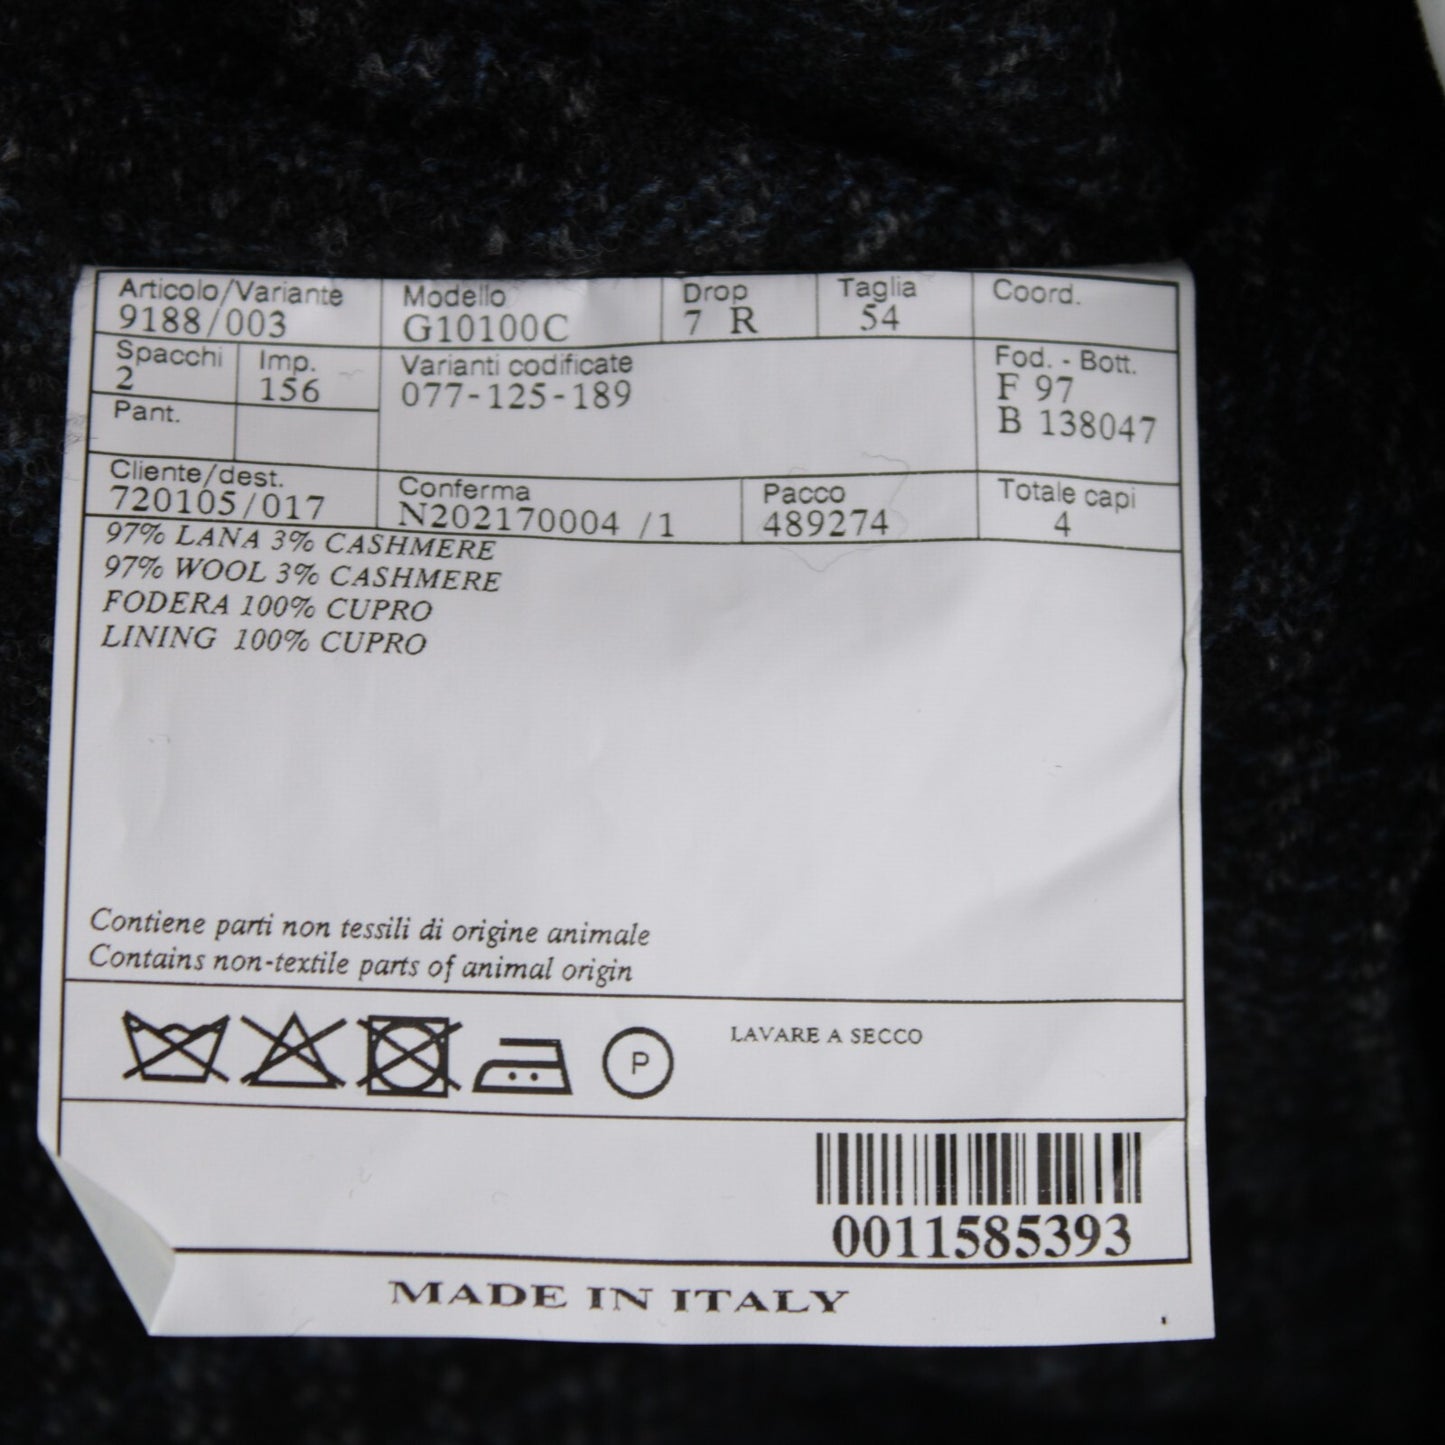 Articolo/Variante Modello Drop Taglia Coord.
9188/003 G10100C 7 R 54
Spacchi Imp. Varianti codificate Fod. - Bott.
2 156 077-125-189 F 97
Pant. B 138047
Cliente/dest. Conferma Pacco Totale capi
720105/017 N202170004 /1 489274 4
97% LANA 3% CASHMERE
97% WOOL 3% CASHMERE
FODERA 100% CUPRO
LINING 100% CUPRO
Contiene parti non tessili di origine animale
Contains non-textile parts of animal origin
P LAVARE A SECCO
0011585393
MADE IN ITALY